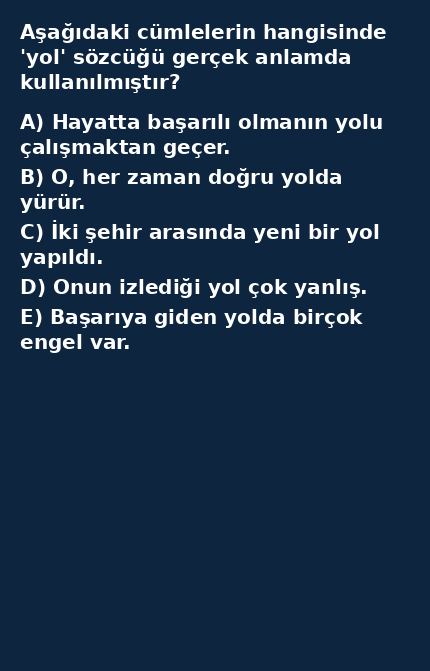 Aşağıdaki cümlelerin hangisinde
'yol' sözcüğü gerçek anlamda
kullanılmıştır?
A) Hayatta başarılı olmanın yolu
çalışmaktan geçer.
B) O, her zaman doğru yolda
yürür.
C) İki şehir arasında yeni bir yol
yapıldı.
D) Onun izlediği yol çok yanlış.
E) Başarıya giden yolda birçok
engel var.